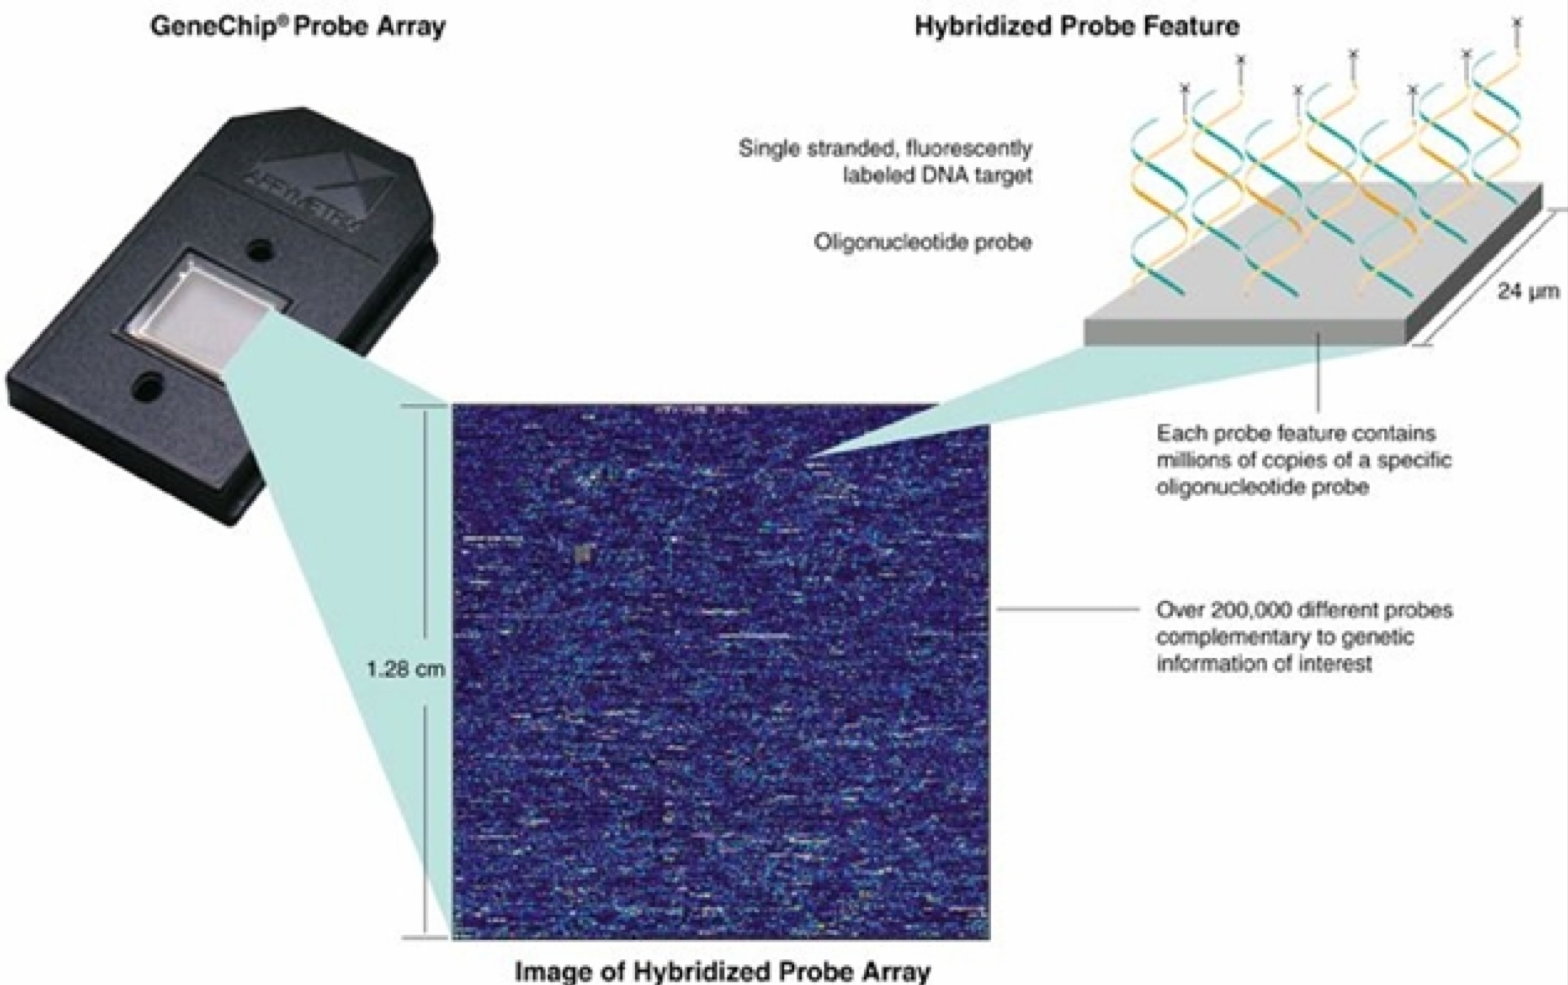 GeneChip® Probe Array
Hybridized Probe Feature
AFFYMETRIX
Single stranded, fluorescently
labeled DNA target
Oligonucleotide probe
24 µm
Each probe feature contains
millions of copies of a specific
oligonucleotide probe
Over 200,000 different probes
complementary to genetic
information of interest
1.28 cm
Image of Hybridized Probe Array